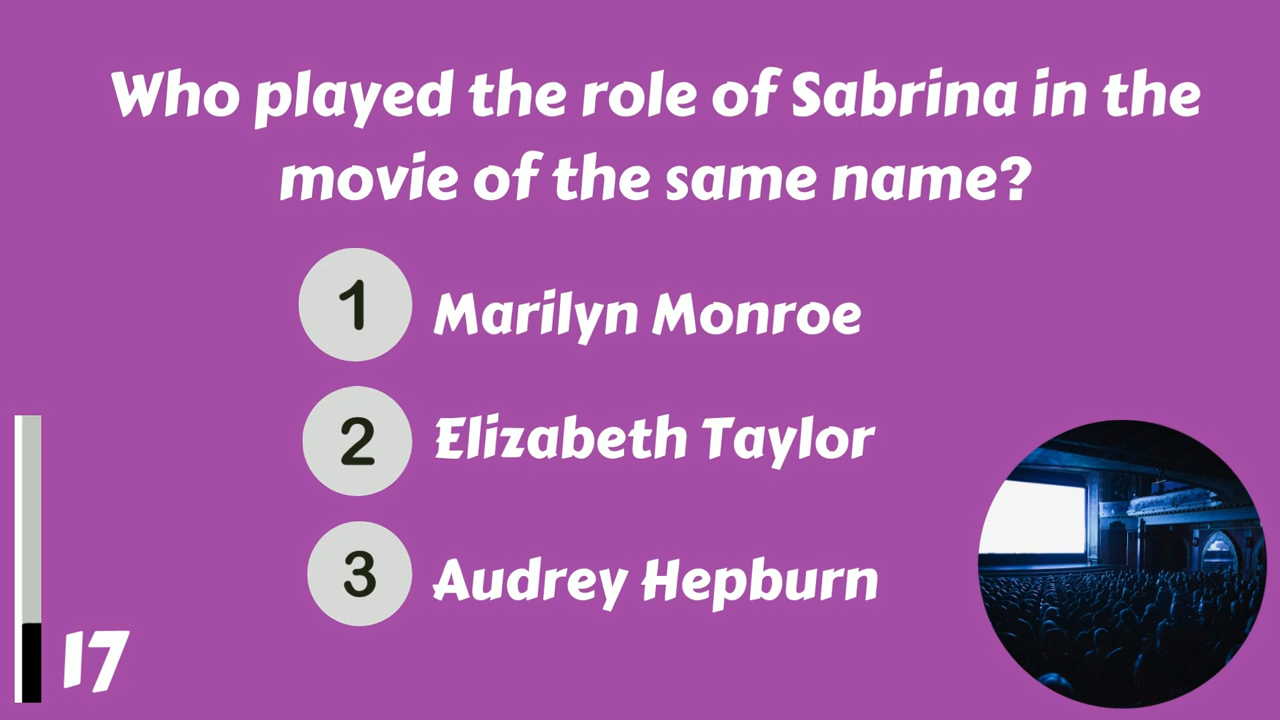 Who played the role of Sabrina in the
movie of the same name?
1 Marilyn Monroe
2 Elizabeth Taylor
3 Audrey Hepburn
17